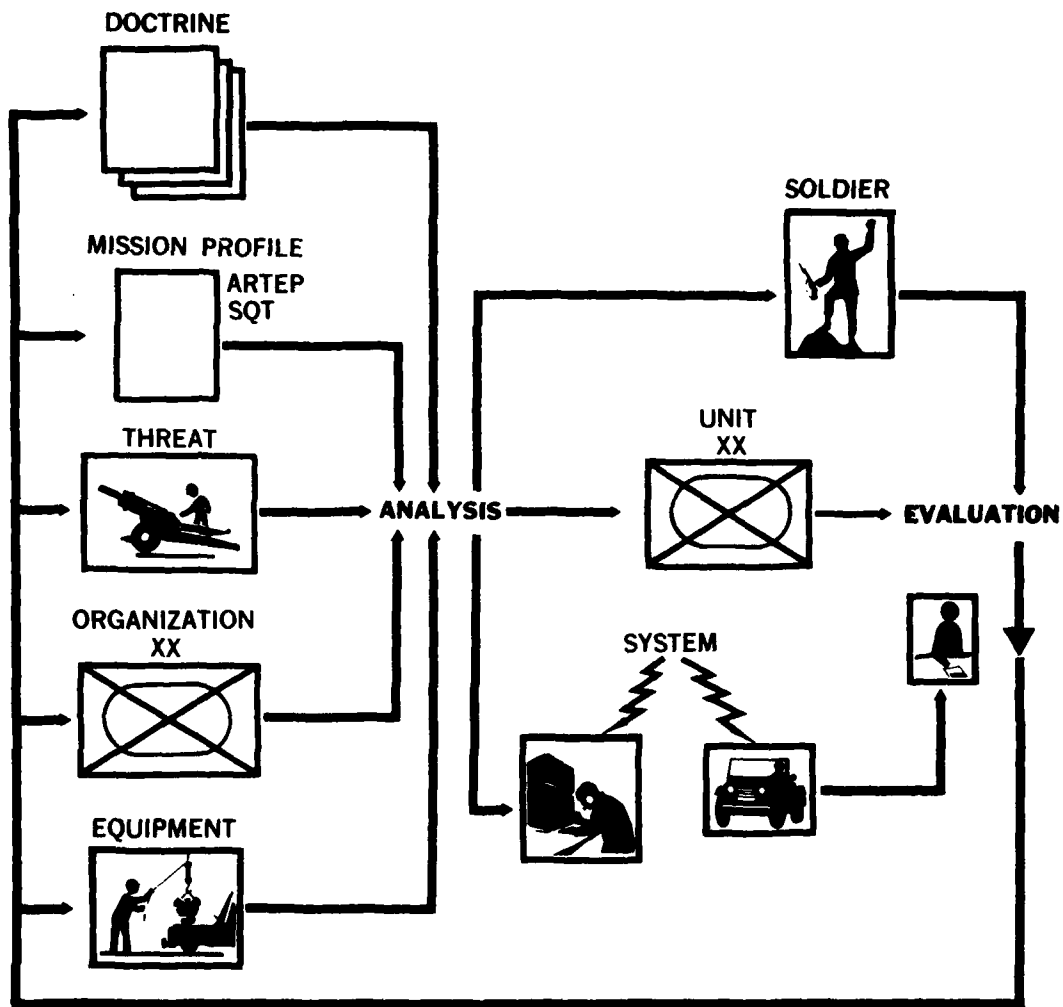 DOCTRINE
MISSION PROFILE
ARTEP
SQT
THREAT
ORGANIZATION
XX
EQUIPMENT
ANALYSIS
SOLDIER
UNIT
XX
SYSTEM
EVALUATION